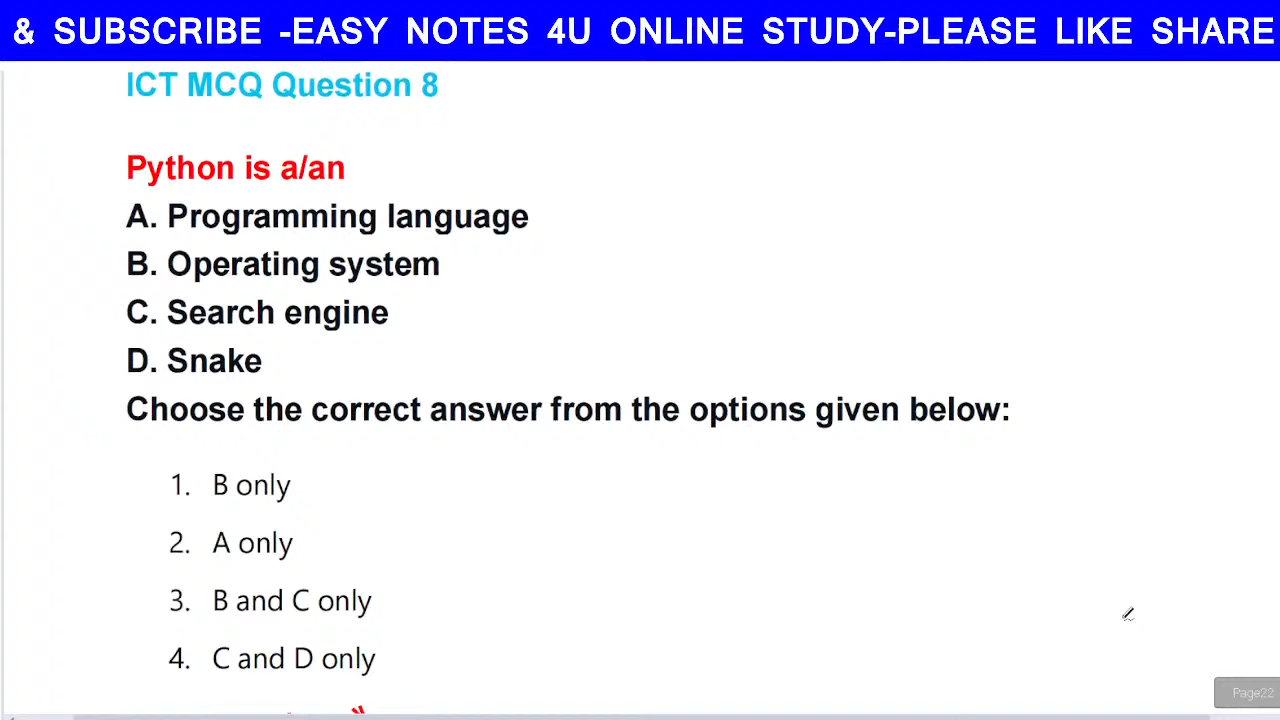 & SUBSCRIBE -EASY NOTES 4U ONLINE STUDY-PLEASE LIKE SHARE
ICT MCQ Question 8
Python is a/an
A. Programming language
B. Operating system
C. Search engine
D. Snake
Choose the correct answer from the options given below:
1. B only
2. A only
3. B and C only
4. C and D only
Page22